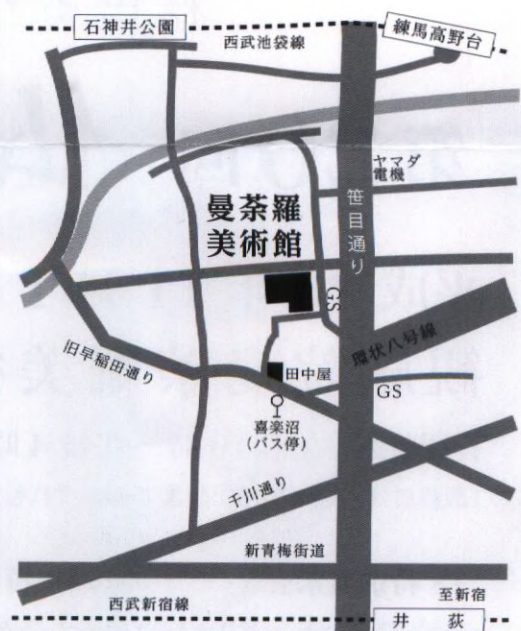 石神井公園
西武池袋線
練馬高野台
ヤマダ
電機
笹目通り
曼荼羅
美術館
GS
環状八号線
旧早稲田通り
田中屋
GS
喜楽沼
(バス停)
千川通り
新青梅街道
西武新宿線
至新宿
井荻